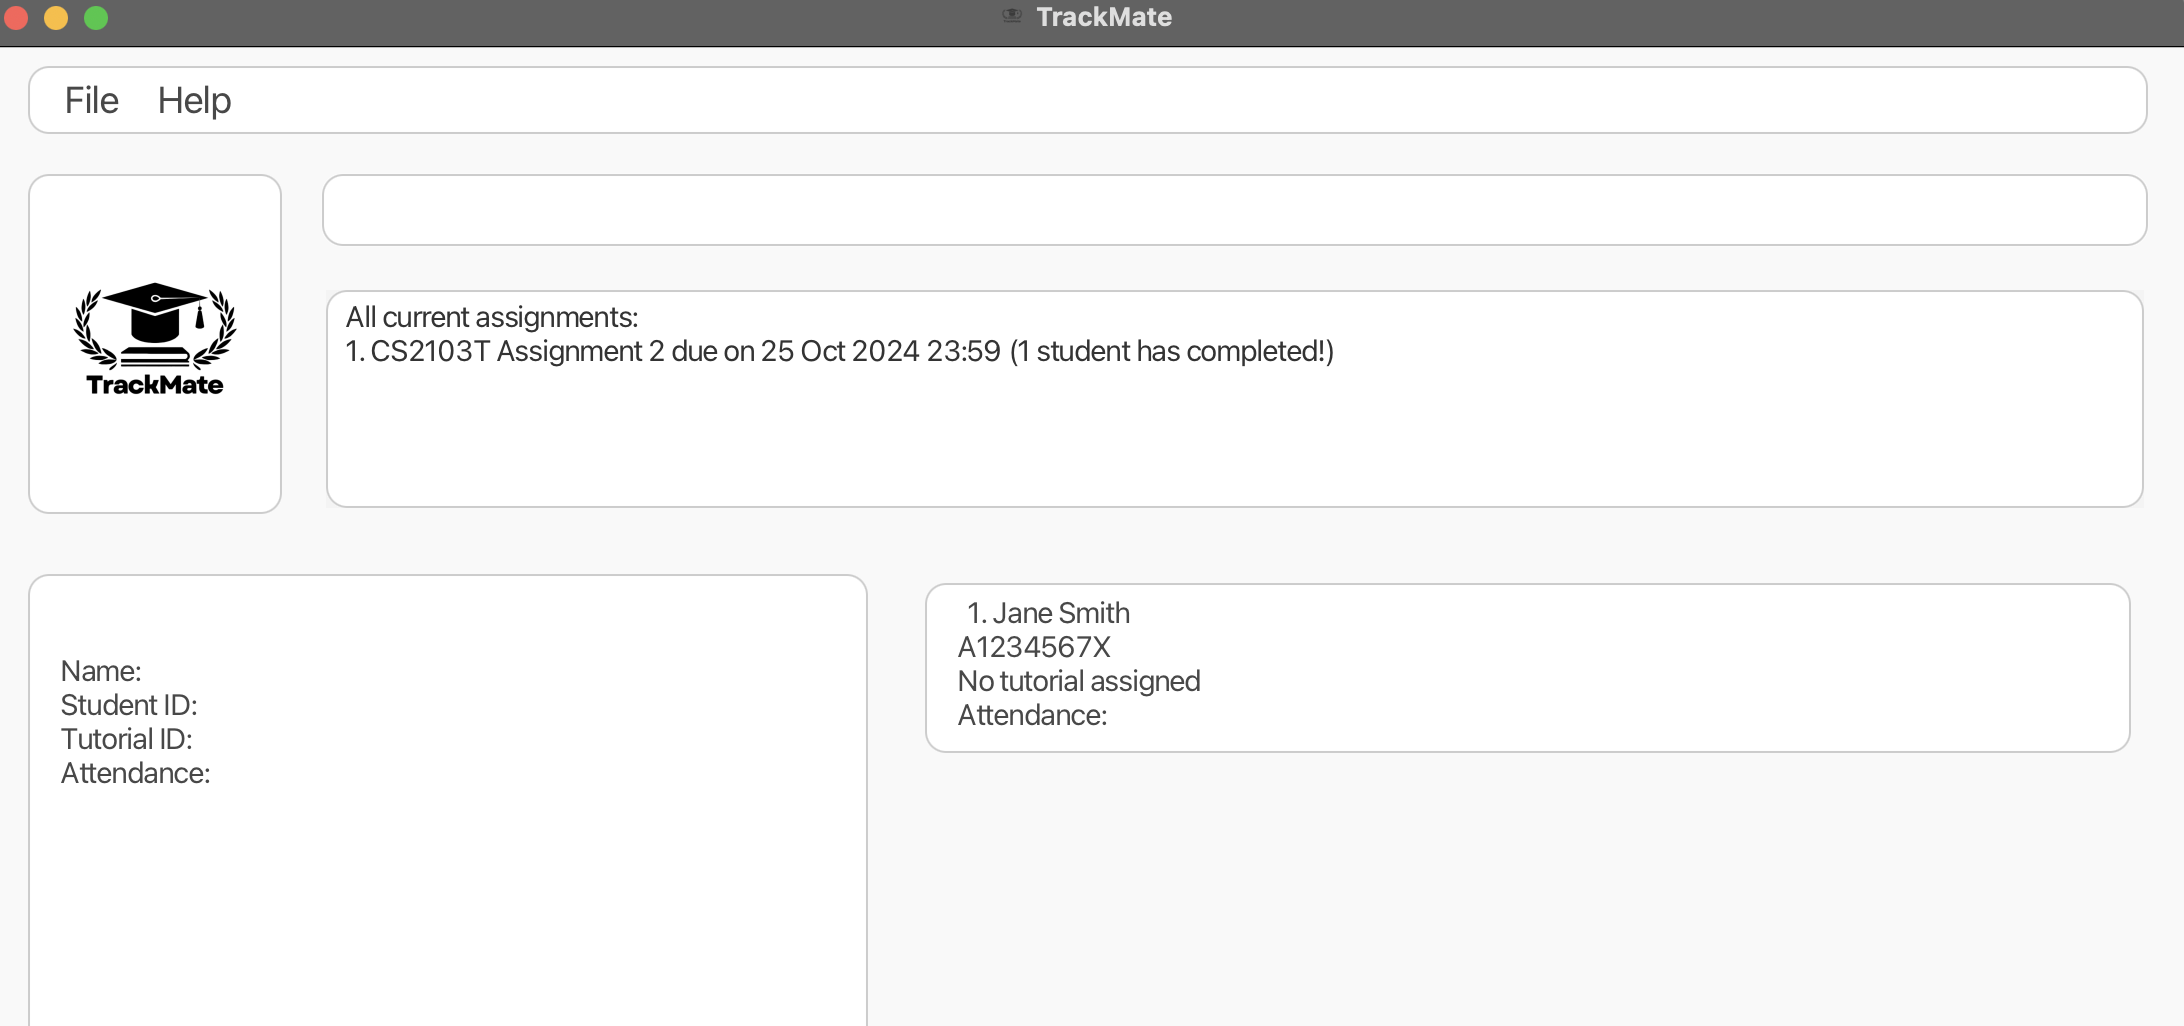 TrackMate
File Help
TrackMate
All current assignments:
1. CS2103T Assignment 2 due on 25 Oct 2024 23:59 (1 student has completed!)
Name:
Student ID:
Tutorial ID:
Attendance:
1. Jane Smith
A1234567X
No tutorial assigned
Attendance: